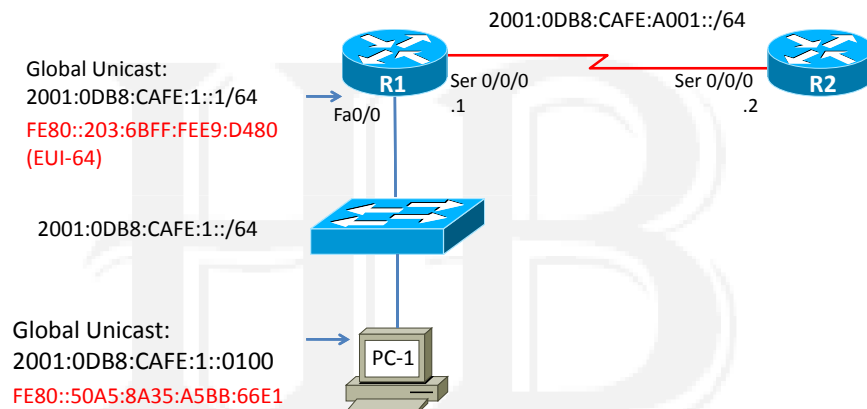 2001:0DB8:CAFE:A001::/64
Global Unicast:
2001:0DB8:CAFE:1::1/64
FE80::203:6BFF:FEE9:D480
(EUI-64)
R1
R2
Ser 0/0/0
.1
Ser 0/0/0
.2
Fa0/0
2001:0DB8:CAFE:1::/64
Global Unicast:
2001:0DB8:CAFE:1::0100
FE80::50A5:8A35:A5BB:66E1
PC-1
HB